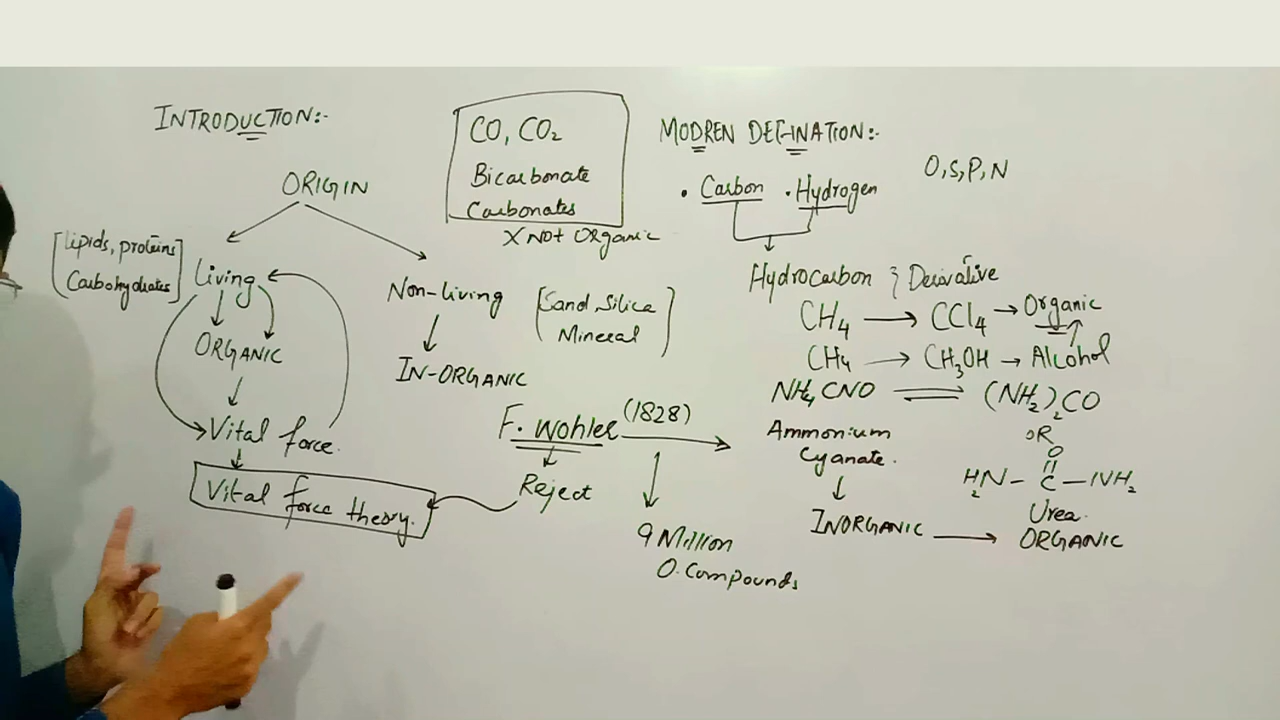 INTRODUCTION:-
ORIGIN
[lipids, proteins
Carbohydrates]
Living
ORGANIC
Vital force.
Vital force theory.
Non-living
IN-ORGANIC
[Sand, Silica
Mineral]
CO, CO2
Bicarbonate
Carbonates
X Not Organic
F. Wohler (1828)
Reject
9 Million
O. Compounds
MODREN DEFINATION:-
• Carbon • Hydrogen
O, S, P, N
Hydrocarbon & Derivative
CH4 → CCl4 → Organic
CH4 → CH3OH → Alcohol
NH4CNO ⇌ (NH2)2CO
Ammonium
Cyanate.
OR
O
H2N - C - NH2
Urea.
INORGANIC → ORGANIC